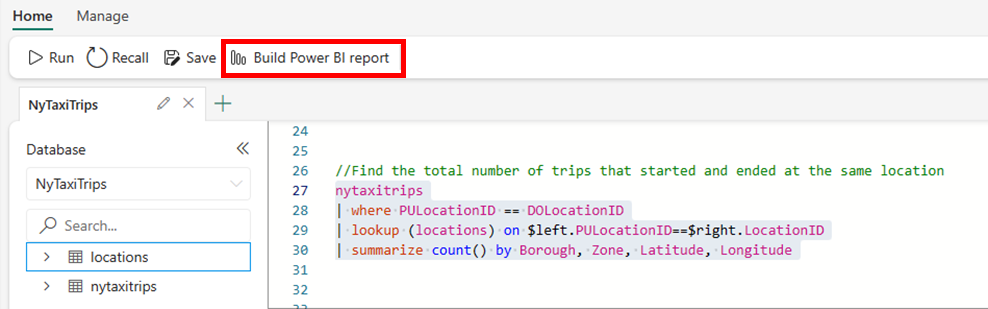 Home Manage
Run Recall Save Build Power BI report
NyTaxiTrips
Database
NyTaxiTrips
Search...
locations
nytaxitrips
24
25
26 //Find the total number of trips that started and ended at the same location
27 nytaxitrips
28 | where PULocationID == DOLocationID
29 | lookup (locations) on $left.PULocationID==$right.LocationID
30 | summarize count() by Borough, Zone, Latitude, Longitude
31
32